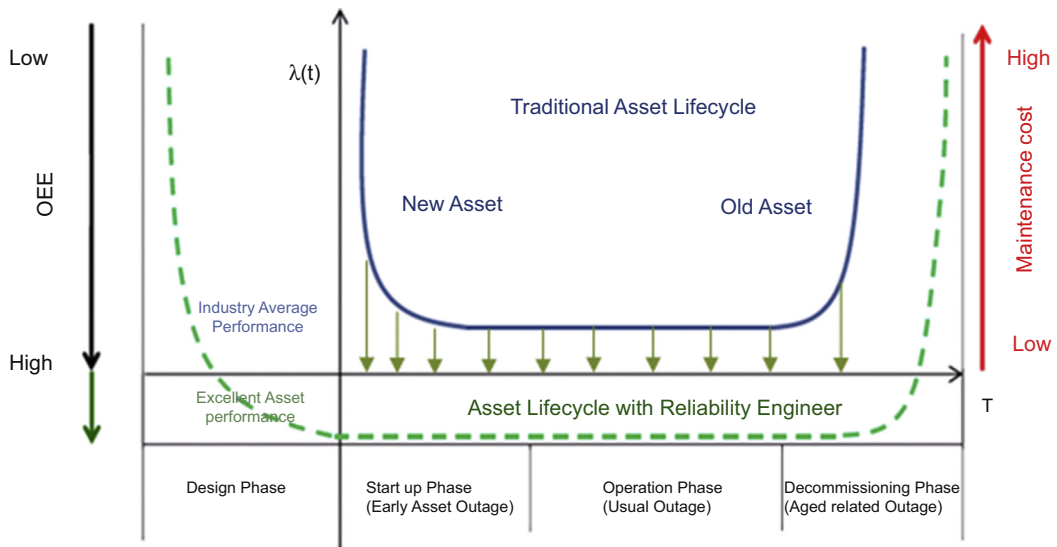 Low
λ(t)
High
Traditional Asset Lifecycle
OEE
New Asset
Old Asset
Maintenance cost
Industry Average
Performance
High
Low
Excellent Asset
performance
Asset Lifecycle with Reliability Engineer
T
Design Phase
Start up Phase
(Early Asset Outage)
Operation Phase
(Usual Outage)
Decommissioning Phase
(Aged related Outage)